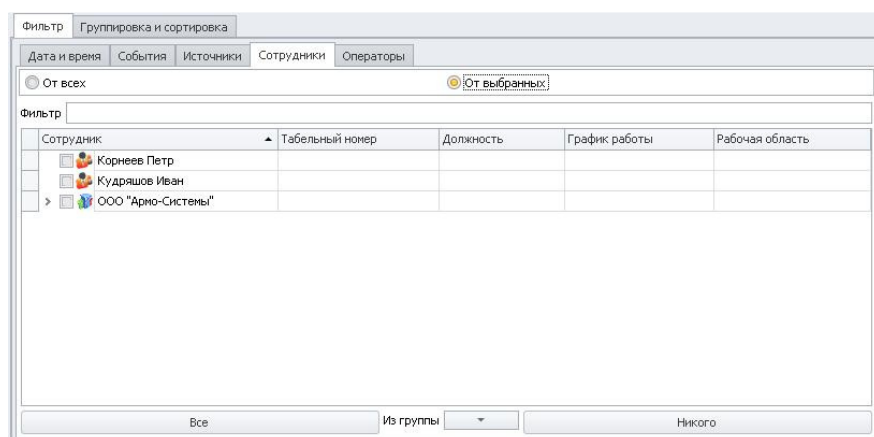 Фильтр Группировка и сортировка
Дата и время События Источники Сотрудники Операторы
От всех От выбранных
Фильтр
Сотрудник Табельный номер Должность График работы Рабочая область
Корнеев Петр
Кудряшов Иван
ООО "Армо-Системы"
Все Из группы Никого